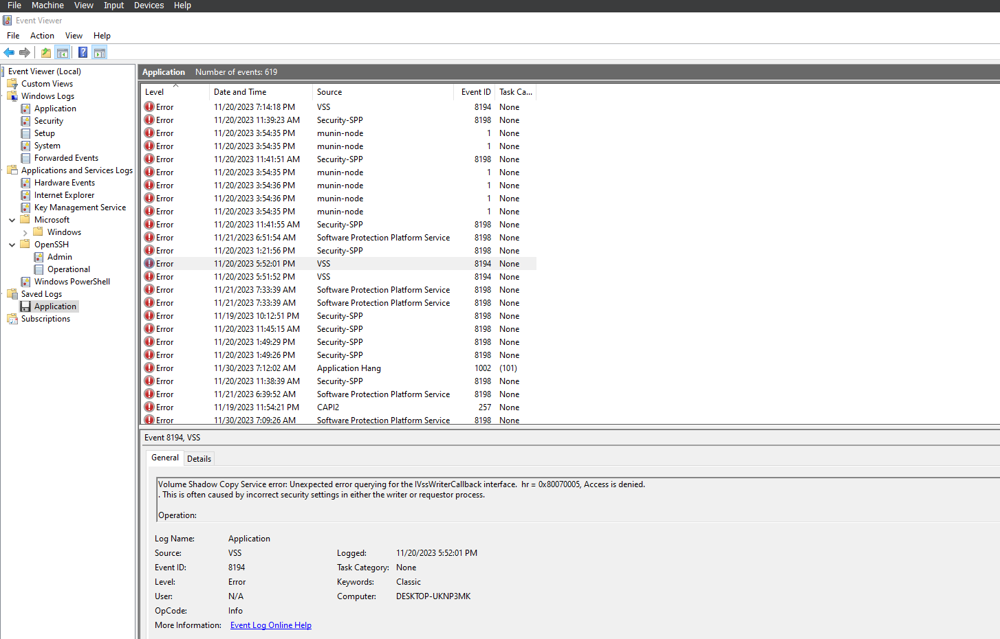 File Machine View Input Devices Help
Event Viewer
File Action View Help
Event Viewer (Local)
Custom Views
Windows Logs
Application
Security
Setup
System
Forwarded Events
Applications and Services Logs
Hardware Events
Internet Explorer
Key Management Service
Microsoft
Windows
OpenSSH
Admin
Operational
Windows PowerShell
Saved Logs
Application
Subscriptions
Application Number of events: 619
Level Date and Time Source Event ID Task Ca...
Error 11/20/2023 7:14:18 PM VSS 8194 None
Error 11/20/2023 11:39:23 AM Security-SPP 8198 None
Error 11/20/2023 3:54:35 PM munin-node 1 None
Error 11/20/2023 3:54:35 PM munin-node 1 None
Error 11/20/2023 11:41:51 AM Security-SPP 8198 None
Error 11/20/2023 3:54:35 PM munin-node 1 None
Error 11/20/2023 3:54:36 PM munin-node 1 None
Error 11/20/2023 3:54:36 PM munin-node 1 None
Error 11/20/2023 3:54:35 PM munin-node 1 None
Error 11/20/2023 11:41:55 AM Security-SPP 8198 None
Error 11/21/2023 6:51:54 AM Software Protection Platform Service 8198 None
Error 11/20/2023 1:21:56 PM Security-SPP 8198 None
Error 11/20/2023 5:52:01 PM VSS 8194 None
Error 11/20/2023 5:51:52 PM VSS 8194 None
Error 11/21/2023 7:33:39 AM Software Protection Platform Service 8198 None
Error 11/21/2023 7:33:39 AM Software Protection Platform Service 8198 None
Error 11/19/2023 10:12:51 PM Security-SPP 8198 None
Error 11/20/2023 11:45:15 AM Security-SPP 8198 None
Error 11/20/2023 1:49:29 PM Security-SPP 8198 None
Error 11/20/2023 1:49:26 PM Security-SPP 8198 None
Error 11/30/2023 7:12:02 AM Application Hang 1002 (101)
Error 11/20/2023 11:38:39 AM Security-SPP 8198 None
Error 11/21/2023 6:39:52 AM Software Protection Platform Service 8198 None
Error 11/19/2023 11:54:21 PM CAPI2 257 None
Error 11/30/2023 7:09:26 AM Software Protection Platform Service 8198 None
Event 8194, VSS
General Details
Volume Shadow Copy Service error: Unexpected error querying for the IVssWriterCallback interface.  hr = 0x80070005, Access is denied.
. This is often caused by incorrect security settings in either the writer or requestor process.
Operation:
Log Name: Application
Source: VSS Logged: 11/20/2023 5:52:01 PM
Event ID: 8194 Task Category: None
Level: Error Keywords: Classic
User: N/A Computer: DESKTOP-UKNP3MK
OpCode: Info
More Information: Event Log Online Help